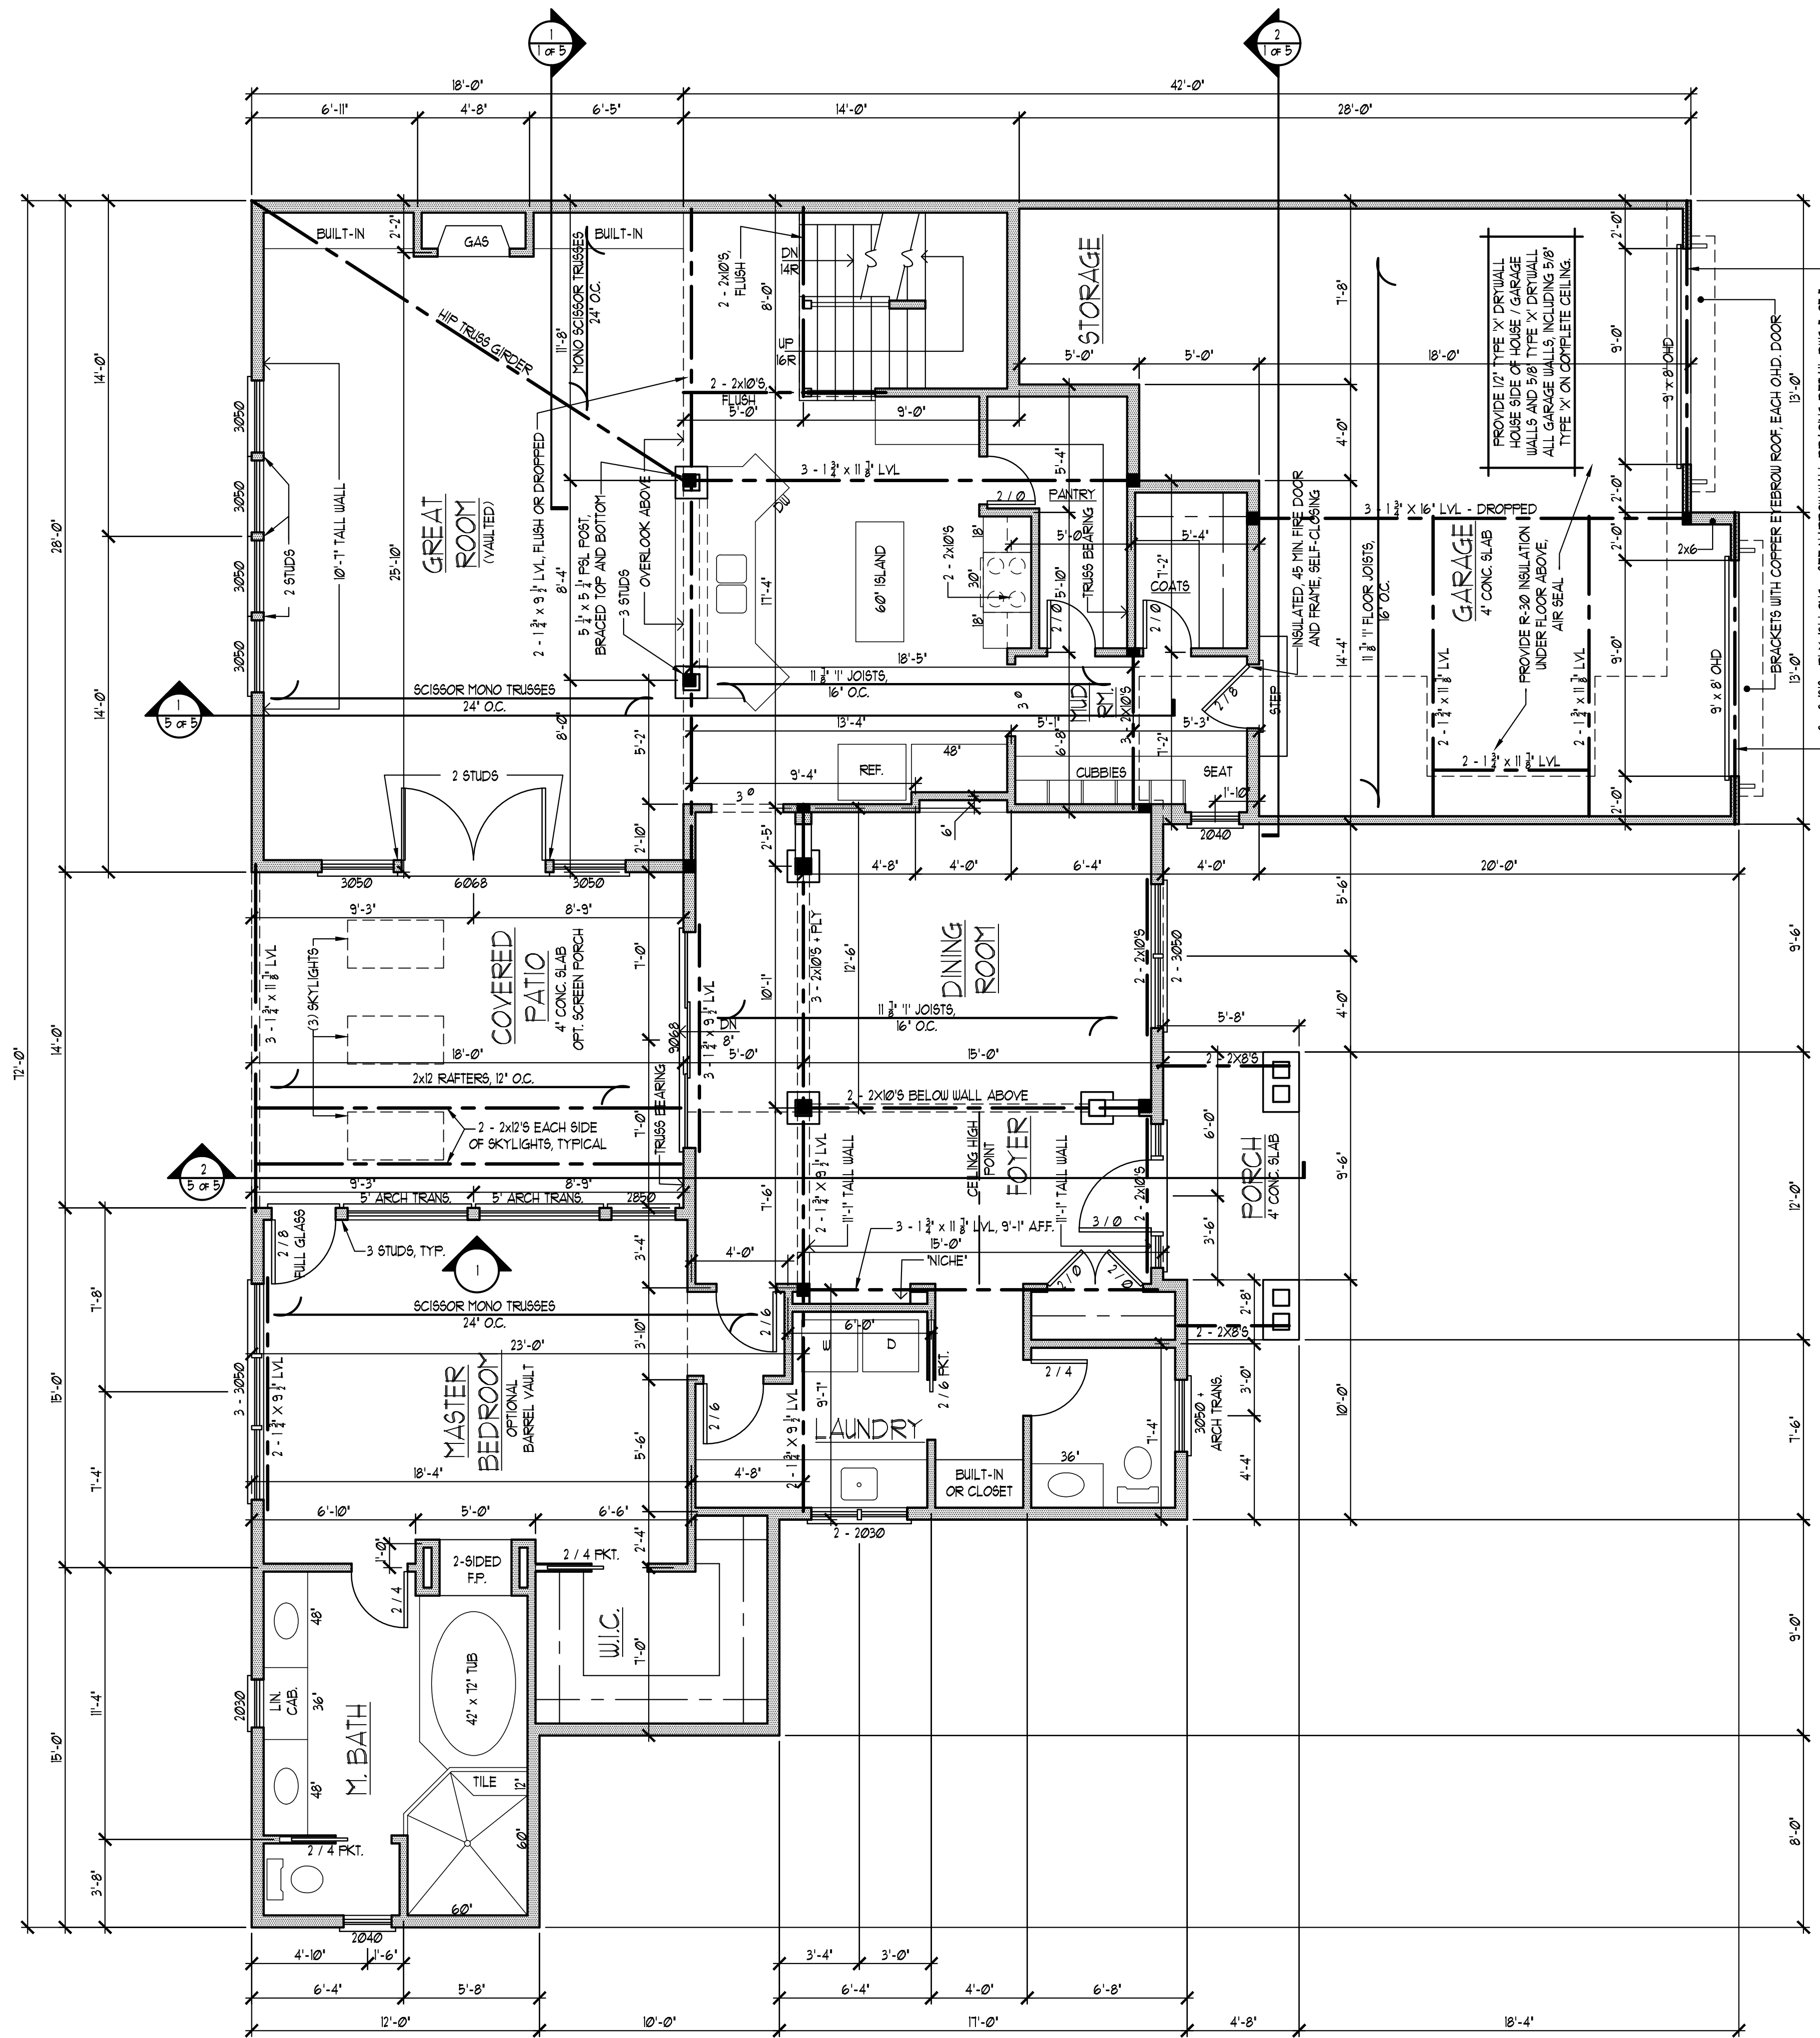 1
1 OF 5
2
1 OF 5
18'-0"
42'-0"
6'-11"
4'-8"
6'-5"
14'-0"
28'-0"
BUILT-IN
GAS
BUILT-IN
2'-2"
MONO SCISSOR TRUSSES
24" O.C.
HIP TRUSS GIRDER
11'-8"
2 - 2x10'S,
FLUSH
8'-0"
DN
14R
UP
16R
2 - 2x10'S,
FLUSH
5'-0"
9'-0"
STORAGE
5'-0"
5'-0"
18'-0"
7'-8"
4'-0"
PROVIDE 1/2" TYPE 'X' DRYWALL
HOUSE SIDE OF HOUSE / GARAGE
WALLS AND 5/8" TYPE 'X' DRYWALL
ALL GARAGE WALLS, INCLUDING 5/8"
TYPE 'X' ON COMPLETE CEILING.
2'-0"
9'-0"
2'-0"
9' x 8' OHD
13'-0"
BRACKETS WITH COPPER EYEBROW ROOF, EACH OHD. DOOR
72'-0"
28'-0"
14'-0"
14'-0"
3050
3050
3050
3050
2 STUDS
10'-1" TALL WALL
25'-10"
GREAT
ROOM
(VAULTED)
2 - 1 3/4" x 9 1/2" LVL, FLUSH OR DROPPED
5 1/4" x 5 1/4" PSL POST,
BRACED TOP AND BOTTOM
3 STUDS
OVERLOOK ABOVE
8'-4"
8'-0"
5'-2"
2'-10"
DW
17'-4"
60" ISLAND
3 - 1 3/4" x 11 7/8" LVL
18"
30"
18"
2 - 2x10'S
2 / 0
PANTRY
5'-4"
5'-0"
5'-10"
TRUSS BEARING
5'-4"
7'-2"
COATS
2 / 0
2 / 0
INSULATED, 45 MIN. FIRE DOOR
AND FRAME, SELF-CLOSING
14'-4"
11 7/8" 'I' FLOOR JOISTS,
16" O.C.
3 - 1 3/4" X 16" LVL - DROPPED
GARAGE
4" CONC. SLAB
PROVIDE R-30 INSULATION
UNDER FLOOR ABOVE,
AIR SEAL
2 - 1 3/4" x 11 7/8" LVL
2 - 1 3/4" x 11 7/8" LVL
2 - 1 3/4" x 11 7/8" LVL
2'-0"
9'-0"
2'-0"
2x6
9' x 8' OHD
13'-0"
SCISSOR MONO TRUSSES
24" O.C.
1
5 OF 5
18'-5"
11 7/8" 'I' JOISTS,
16" O.C.
3 0
MUD
RM.
3 - 2x10'S
2 / 8
STEP
13'-4"
5'-1"
5'-3"
6'-8"
7'-2"
9'-4"
REF.
48"
CUBBIES
SEAT
1'-10"
2040
3 0
2'-5"
6"
2 STUDS
3050
6068
3050
9'-3"
8'-9"
4'-8"
4'-0"
6'-4"
4'-0"
20'-0"
5'-6"
9'-6"
14'-0"
3 - 1 3/4" x 11 7/8" LVL
(3) SKYLIGHTS
COVERED
PATIO
4" CONC. SLAB
OPT. SCREEN PORCH
7'-0"
9068
3 - 1 3/4" x 9 1/2" LVL
DN
8"
10'-1"
3 - 2x10'S + PLY
12'-6"
DINING
ROOM
2 - 2x10'S
2 - 3050
4'-0"
5'-8"
11 7/8" 'I' JOISTS,
16" O.C.
18'-0"
5'-0"
15'-0"
2 - 2X8'S
2x12 RAFTERS, 12" O.C.
TRUSS BEARING
7'-0"
2 - 2X10'S BELOW WALL ABOVE
2 - 2x12'S EACH SIDE
OF SKYLIGHTS, TYPICAL
7'-6"
2 - 1 3/4" X 9 1/2" LVL
11'-1" TALL WALL
CEILING HIGH
POINT
FOYER
11'-1" TALL WALL
2 - 2x10'S
6'-0"
PORCH
4" CONC. SLAB
9'-6"
12'-0"
2
5 OF 5
9'-3"
8'-9"
5' ARCH TRANS.
5' ARCH TRANS.
2850
2 / 8
FULL GLASS
3 STUDS, TYP.
1
3'-4"
4'-0"
3 - 1 3/4" x 11 7/8" LVL, 9'-1" A.F.F.
15'-0"
"NICHE"
3 / 0
3'-6"
2 / 0
2 / 0
2'-8"
2 - 2X8'S
SCISSOR MONO TRUSSES
24" O.C.
23'-0"
3'-10"
2 / 6
6'-0"
W
D
15'-0"
7'-8"
7'-4"
3 - 3050
2 - 1 3/4" X 9 1/2" LVL
MASTER
BEDROOM
OPTIONAL
BARREL VAULT
2 / 6
5'-6"
9'-7"
2 - 1 3/4" X 9 1/2" LVL
LAUNDRY
2 / 6 PKT.
2 / 4
7'-4"
3050 +
ARCH TRANS.
3'-0"
4'-4"
10'-0"
7'-6"
18'-4"
4'-8"
BUILT-IN
OR CLOSET
36"
6'-10"
5'-0"
6'-6"
2'-4"
2 - 2030
1'-0"
2-SIDED
F.P.
2 / 4 PKT.
2 / 4
48"
36"
48"
LIN.
CAB.
42" x 72" TUB
W.I.C.
7'-0"
9'-0"
15'-0"
11'-4"
3'-8"
2030
M. BATH
TILE
12"
60"
60"
2 / 4 PKT.
8'-0"
2040
4'-10"
1'-6"
3'-4"
3'-0"
6'-4"
5'-8"
6'-4"
4'-0"
6'-8"
12'-0"
10'-0"
17'-0"
4'-8"
18'-4"